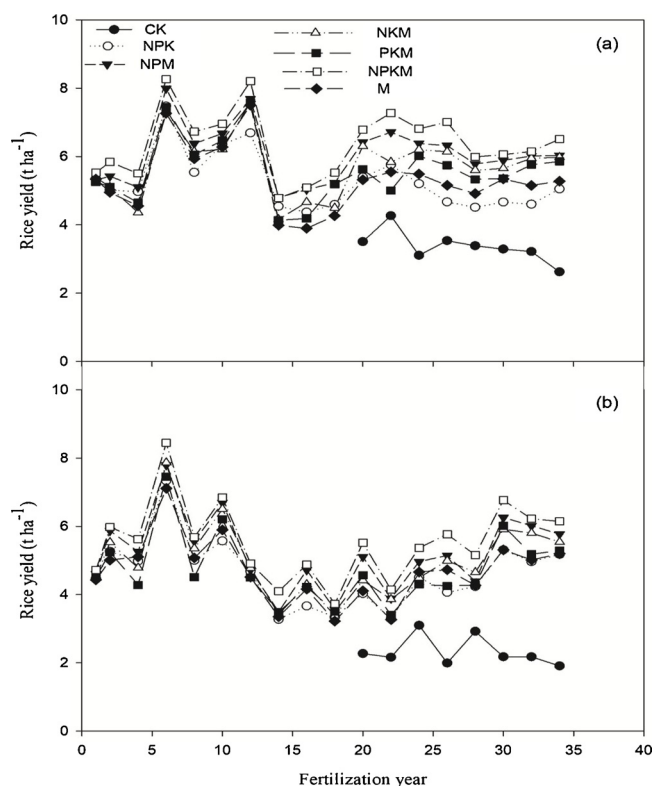 10
8
6
4
2
0
Rice yield (t ha⁻¹)
CK
NPK
NPM
NKM
PKM
NPKM
M
(a)
10
8
6
4
2
0
Rice yield (t ha⁻¹)
(b)
0 5 10 15 20 25 30 35 40
Fertilization year